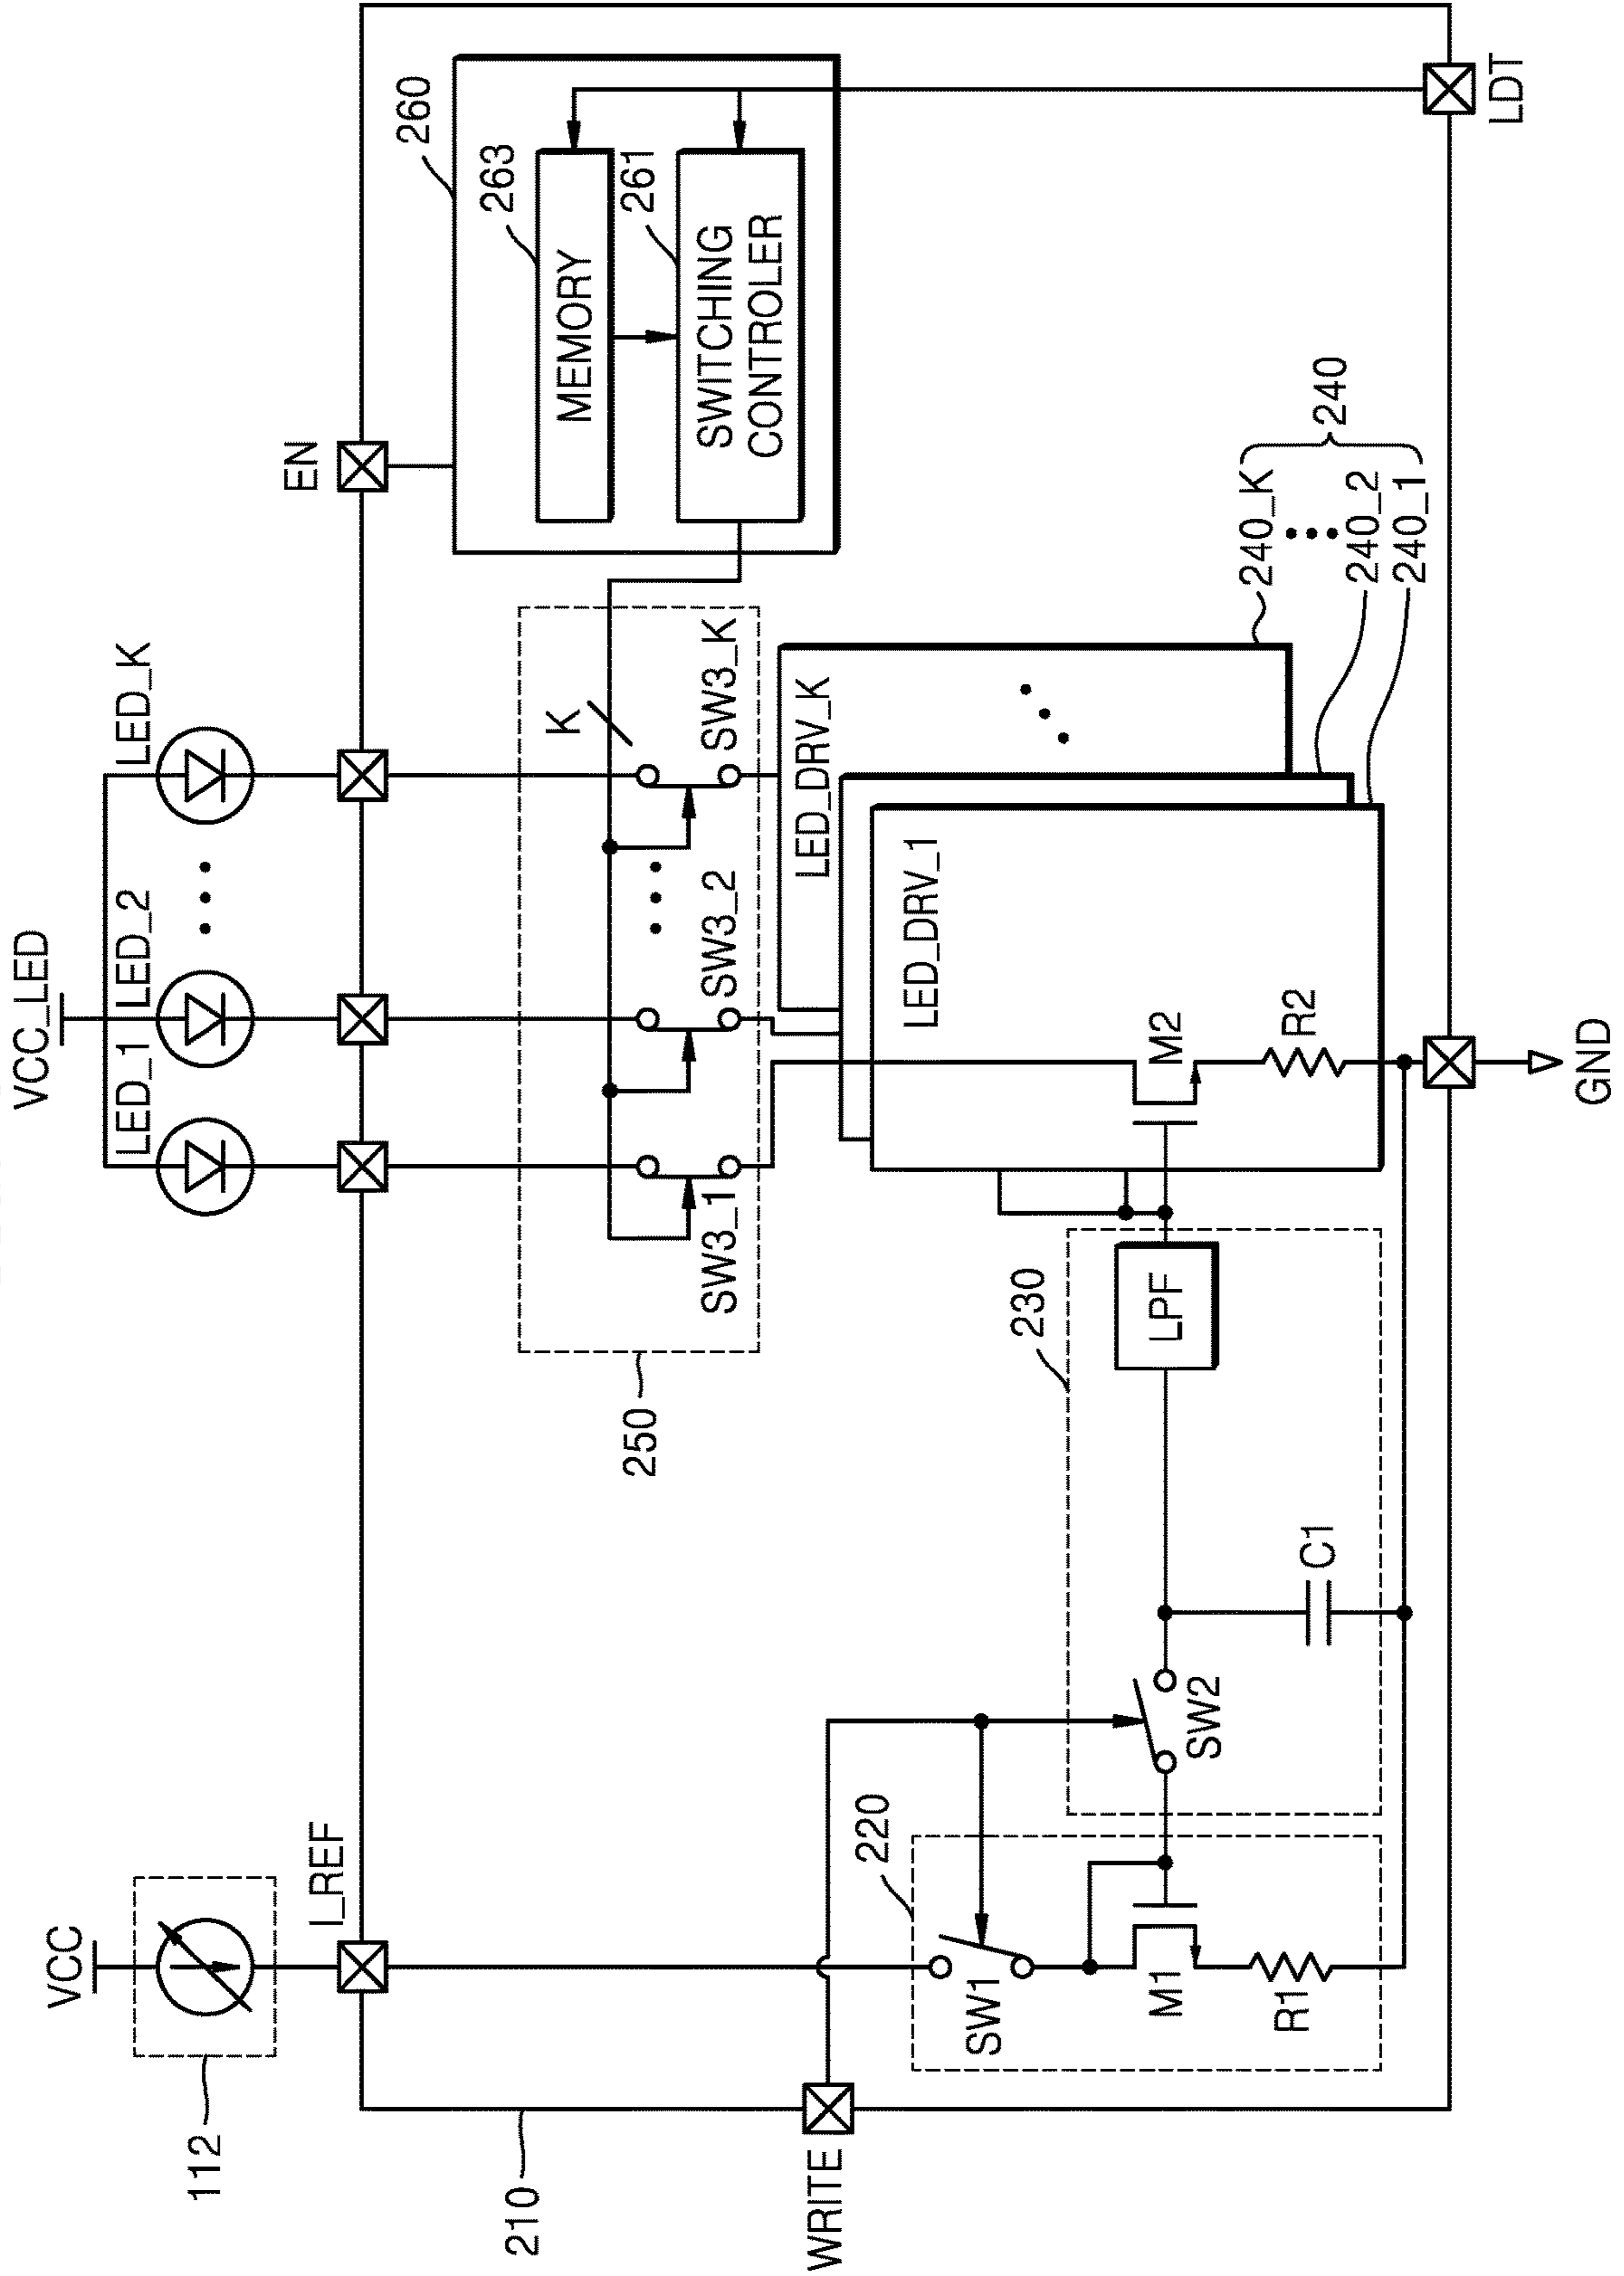 VCC
112
I_REF
210
WRITE
VCC_LED
LED_1
LED_2
LED_K
EN
260
263
MEMORY
261
SWITCHING
CONTROLER
LDT
K
SW3_1
SW3_2
SW3_K
250
LED_DRV_K
LED_DRV_1
240_K
240_2
240_1
240
M2
R2
GND
230
LPF
C1
SW2
220
SW1
M1
R1